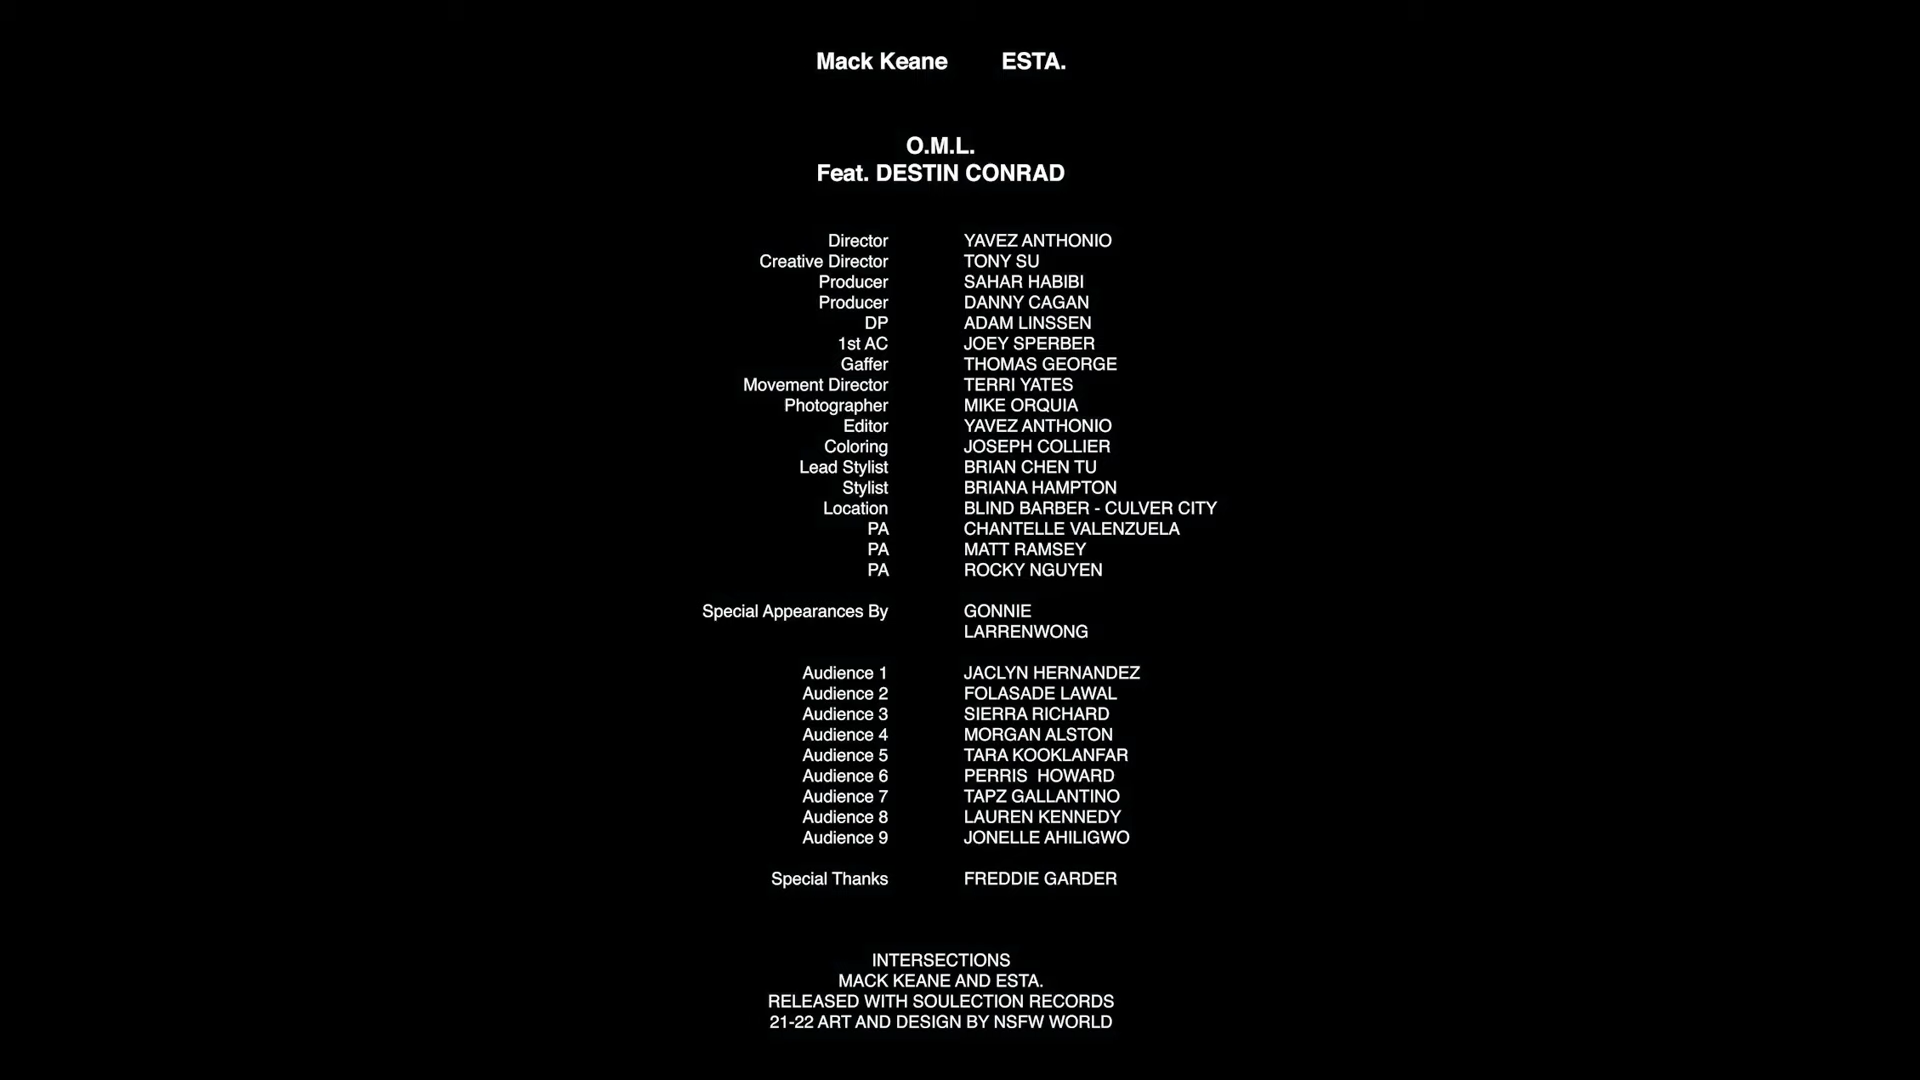 Mack Keane ESTA.
O.M.L.
Feat. DESTIN CONRAD
Director YAVEZ ANTHONIO
Creative Director TONY SU
Producer SAHAR HABIBI
Producer DANNY CAGAN
DP ADAM LINSSEN
1st AC JOEY SPERBER
Gaffer THOMAS GEORGE
Movement Director TERRI YATES
Photographer MIKE ORQUIA
Editor YAVEZ ANTHONIO
Coloring JOSEPH COLLIER
Lead Stylist BRIAN CHEN TU
Stylist BRIANA HAMPTON
Location BLIND BARBER - CULVER CITY
PA CHANTELLE VALENZUELA
PA MATT RAMSEY
PA ROCKY NGUYEN
Special Appearances By GONNIE
LARRENWONG
Audience 1 JACLYN HERNANDEZ
Audience 2 FOLASADE LAWAL
Audience 3 SIERRA RICHARD
Audience 4 MORGAN ALSTON
Audience 5 TARA KOOKLANFAR
Audience 6 PERRIS HOWARD
Audience 7 TAPZ GALLANTINO
Audience 8 LAUREN KENNEDY
Audience 9 JONELLE AHILIGWO
Special Thanks FREDDIE GARDER
INTERSECTIONS
MACK KEANE AND ESTA.
RELEASED WITH SOULECTION RECORDS
21-22 ART AND DESIGN BY NSFW WORLD